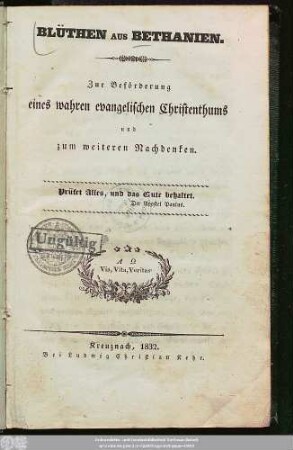 BLÜTHEN AUS BETHANIEN.
Zur Beförderung
eines wahren evangelischen Christenthums
und
zum weiteren Nachdenken.
Prüfet Alles, und das Gute behaltet.
Der Apostel Paulus.
Ungültig
A Ω
Via, Vita, Veritas
Kreuznach, 1832.
Bei Ludwig Christian Kehr.